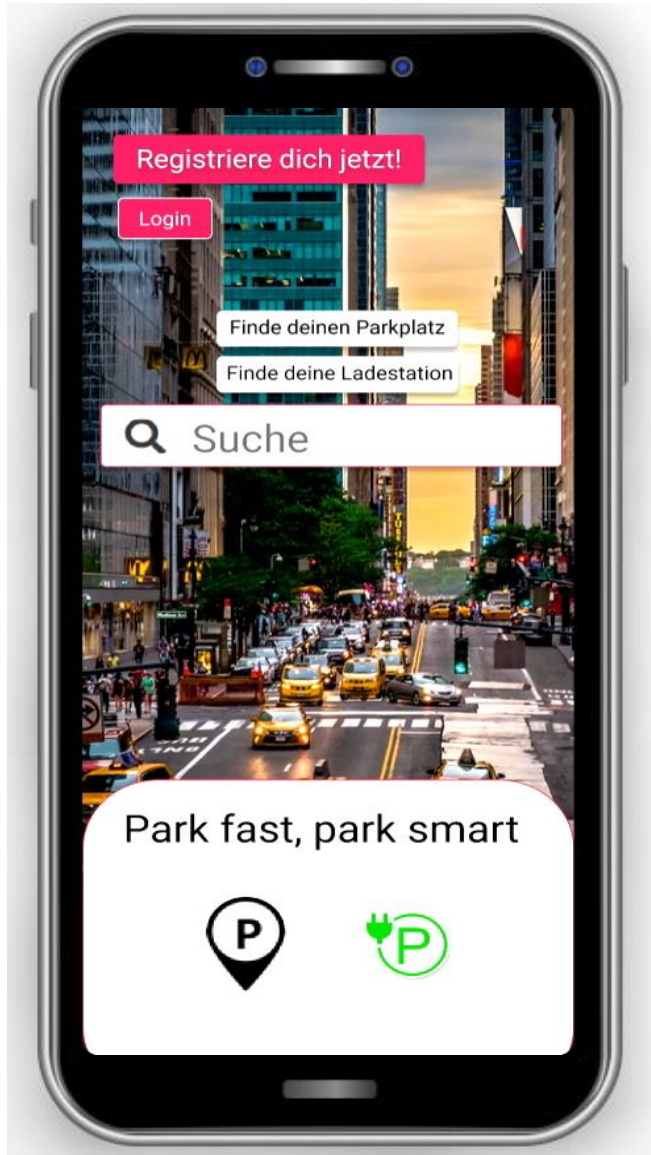 Registriere dich jetzt!
Login
Finde deinen Parkplatz
Finde deine Ladestation
Suche
Park fast, park smart
P
P